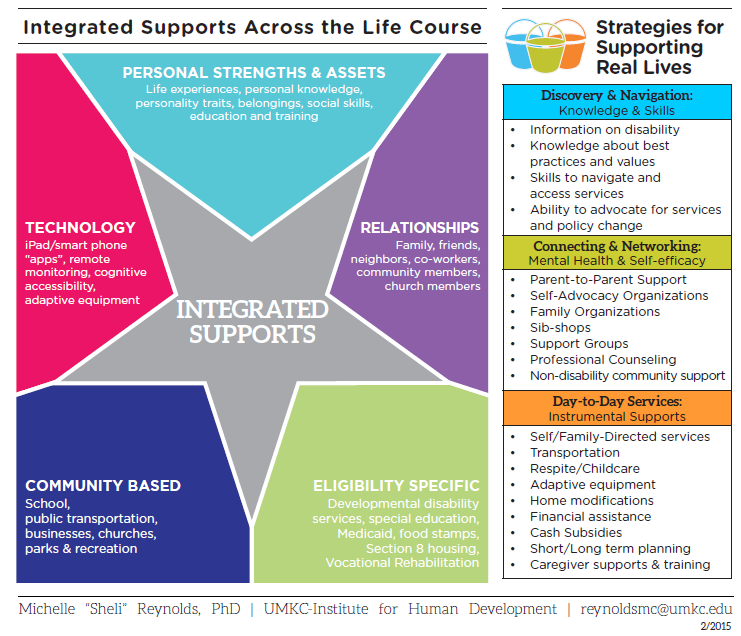 Integrated Supports Across the Life Course
PERSONAL STRENGTHS & ASSETS
Life experiences, personal knowledge,
personality traits, belongings, social skills,
education and training
TECHNOLOGY
iPad/smart phone
“apps”, remote
monitoring, cognitive
accessibility,
adaptive equipment
RELATIONSHIPS
Family, friends,
neighbors, co-workers,
community members,
church members
INTEGRATED
SUPPORTS
COMMUNITY BASED
School,
public transportation,
businesses, churches,
parks & recreation
ELIGIBILITY SPECIFIC
Developmental disability
services, special education,
Medicaid, food stamps,
Section 8 housing,
Vocational Rehabilitation
Strategies for
Supporting
Real Lives
Discovery & Navigation:
Knowledge & Skills
• Information on disability
• Knowledge about best
practices and values
• Skills to navigate and
access services
• Ability to advocate for services
and policy change
Connecting & Networking:
Mental Health & Self-efficacy
• Parent-to-Parent Support
• Self-Advocacy Organizations
• Family Organizations
• Sib-shops
• Support Groups
• Professional Counseling
• Non-disability community support
Day-to-Day Services:
Instrumental Supports
• Self/Family-Directed services
• Transportation
• Respite/Childcare
• Adaptive equipment
• Home modifications
• Financial assistance
• Cash Subsidies
• Short/Long term planning
• Caregiver supports & training
Michelle "Sheli" Reynolds, PhD | UMKC-Institute for Human Development | reynoldsmc@umkc.edu
2/2015